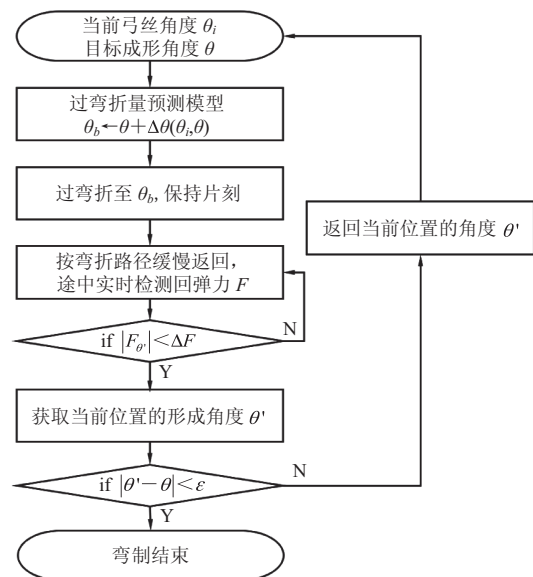 当前弓丝角度 θi
目标成形角度 θ
过弯折量预测模型
θb←θ+Δθ(θi,θ)
过弯折至 θb, 保持片刻
返回当前位置的角度 θ'
按弯折路径缓慢返回，
途中实时检测回弹力 F
if |Fθ'|<ΔF
N
Y
获取当前位置的形成角度 θ'
if |θ'−θ|<ε
N
Y
弯制结束